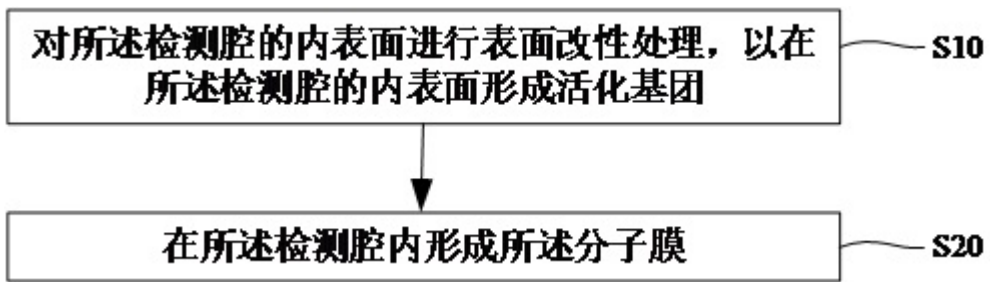 对所述检测腔的内表面进行表面改性处理，以在
所述检测腔的内表面形成活化基团
S10
在所述检测腔内形成所述分子膜
S20